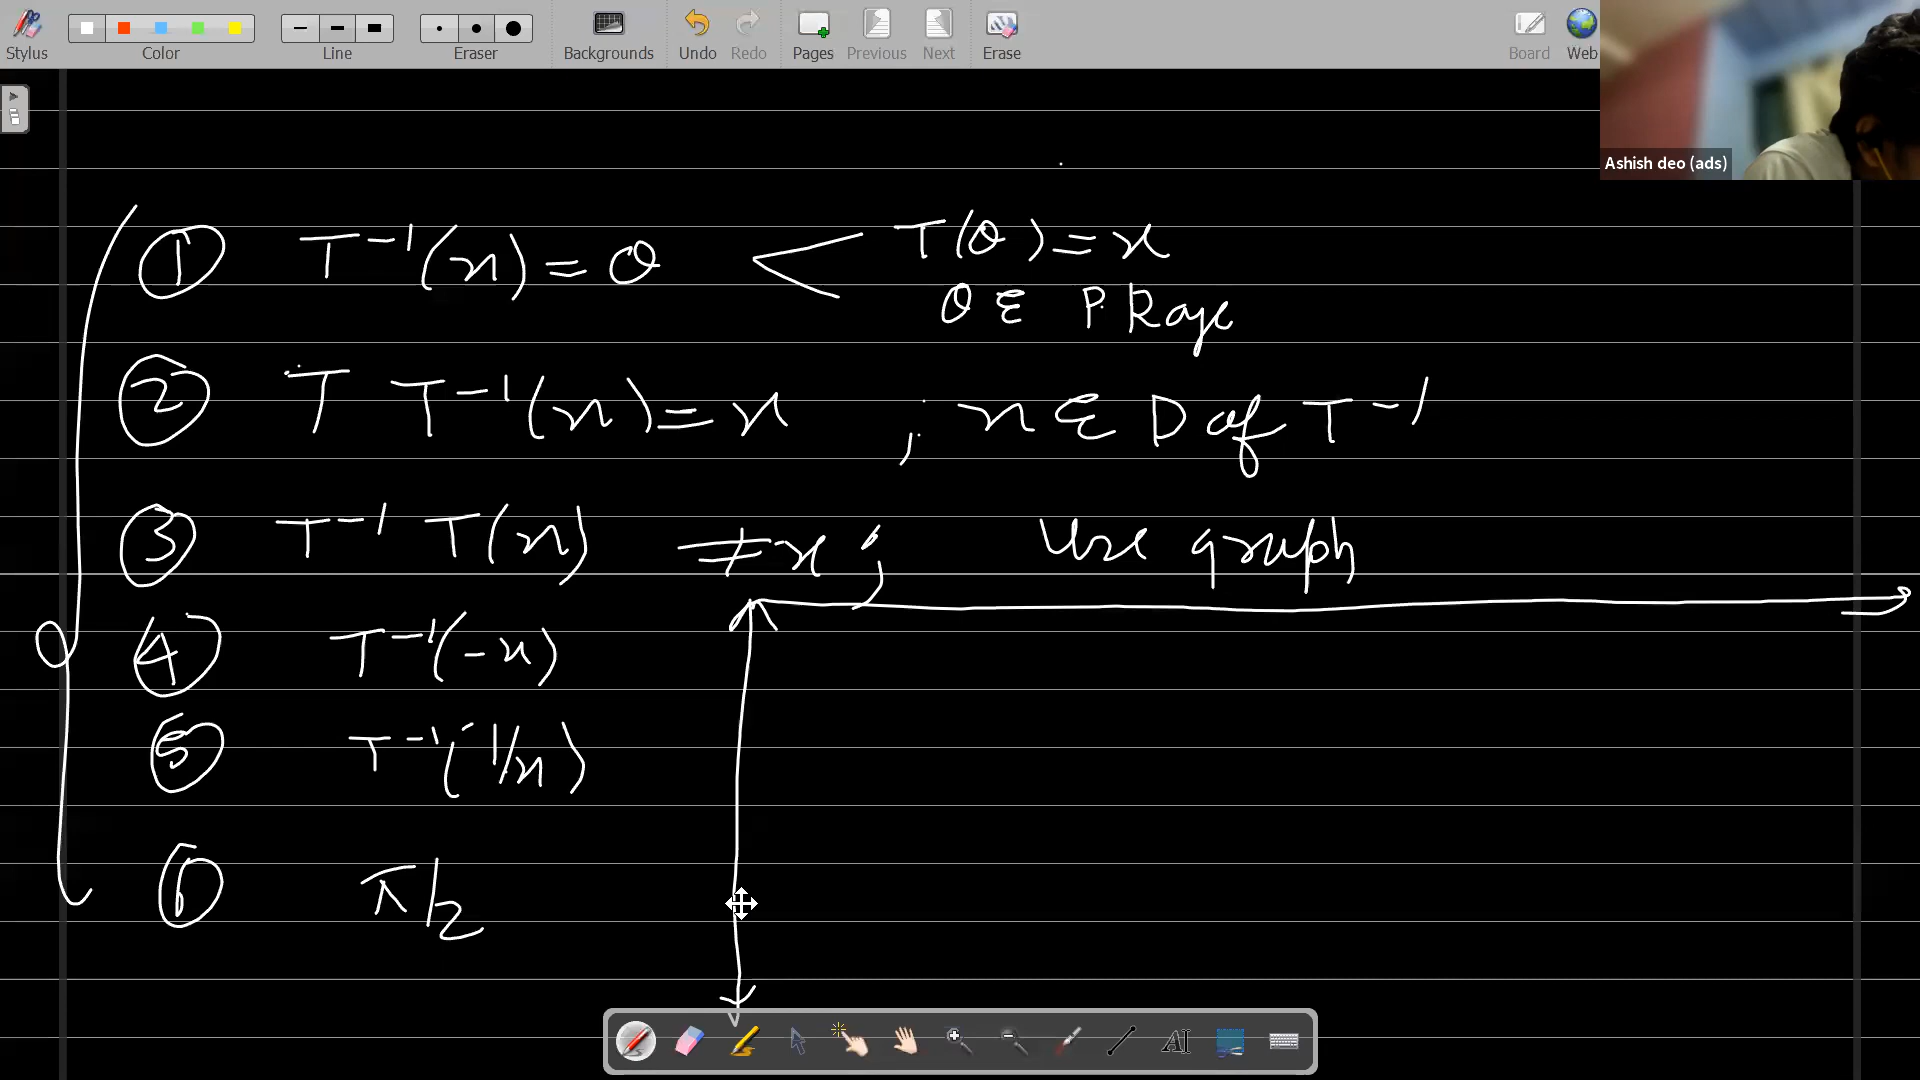 Stylus Color Line Eraser Backgrounds Undo Redo Pages Previous Next Erase Board Web
Ashish deo (ads)
① T⁻¹(x) = θ < T(θ) = x
θ ∈ P. Range
② T T⁻¹(x) = x ; x ∈ D of T⁻¹
③ T⁻¹ T(x) ≠ x ; Use graph
④ T⁻¹(-x)
⑤ T⁻¹(1/x)
⑥ π/2
AI